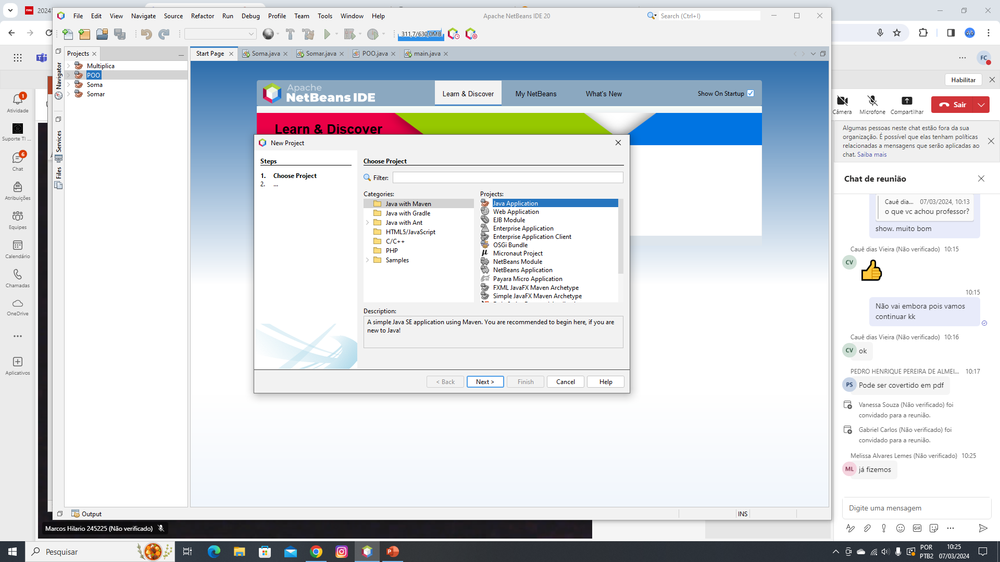 2024
File Edit View Navigate Source Refactor Run Debug Profile Team Tools Window Help
Apache NetBeans IDE 20
Search (Ctrl+I)
311,7/630,0MB
Projects
Start Page
Soma.java
Somar.java
POO.java
main.java
Navigator
Services
Files
Multiplica
POO
Soma
Somar
Apache
NetBeans IDE
Learn & Discover
My NetBeans
What's New
Show On Startup
Learn & Discover
New Project
Steps
1. Choose Project
2. ...
Choose Project
Filter:
Categories:
Java with Maven
Java with Gradle
Java with Ant
HTML5/JavaScript
C/C++
PHP
Samples
Projects:
Java Application
Web Application
EJB Module
Enterprise Application
Enterprise Application Client
OSGi Bundle
Micronaut Project
NetBeans Module
NetBeans Application
Payara Micro Application
FXML JavaFX Maven Archetype
Simple JavaFX Maven Archetype
Description:
A simple Java SE application using Maven. You are recommended to begin here, if you are
new to Java!
< Back
Next >
Finish
Cancel
Help
Output
INS
Marcos Hilario 245225 (Não verificado)
1
Atividade
Suporte TI ...
6
Chat
Atribuições
Equipes
Calendário
Chamadas
OneDrive
Aplicativos
FC
Habilitar
Câmera
Microfone
Compartilhar
Sair
Algumas pessoas neste chat estão fora da sua
organização. É possível que elas tenham políticas
relacionadas a mensagens que serão aplicadas ao
chat. Saiba mais
Chat de reunião
Cauê dia... 07/03/2024, 10:13
o que vc achou professor?
show. muito bom
Cauê dias Vieira (Não verificado) 10:15
CV
10:15
Não vai embora pois vamos
continuar kk
Cauê dias Vieira (Não verificado) 10:16
CV
ok
PEDRO HENRIQUE PEREIRA DE ALMEI... 10:17
PS
Pode ser covertido em pdf
Vanessa Souza (Não verificado) foi
convidado para a reunião.
Gabriel Carlos (Não verificado) foi
convidado para a reunião.
Melissa Alvares Lemes (Não verificado) 10:25
ML
já fizemos
Digite uma mensagem
GIF
Pesquisar
POR
PTB2
10:25
07/03/2024